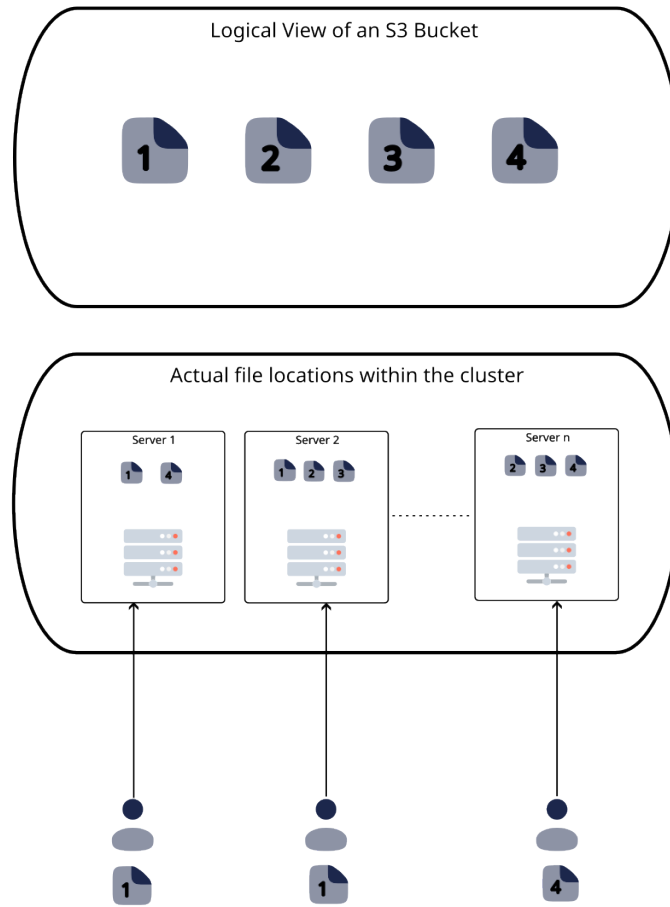 Logical View of an S3 Bucket
1 2 3 4
Actual file locations within the cluster
Server 1
1 4
Server 2
1 2 3
Server n
2 3 4
1
1
4